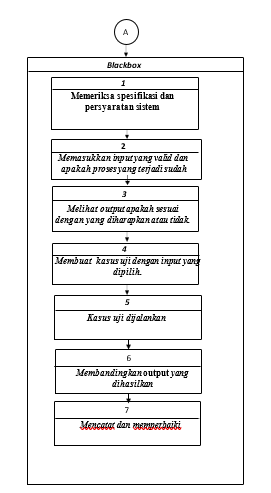 A
Blackbox
1
Memeriksa spesifikasi dan
persyaratan sistem
2
Memasukkan input yang valid dan
apakah proses yang terjadi sudah
3
Melihat output apakah sesuai
dengan yang diharapkan atau tidak.
4
Membuat kasus uji dengan input yang
dipilih.
5
Kasus uji dijalankan
6
Membandingkan output yang
dihasilkan
7
Mencatat dan memperbaiki